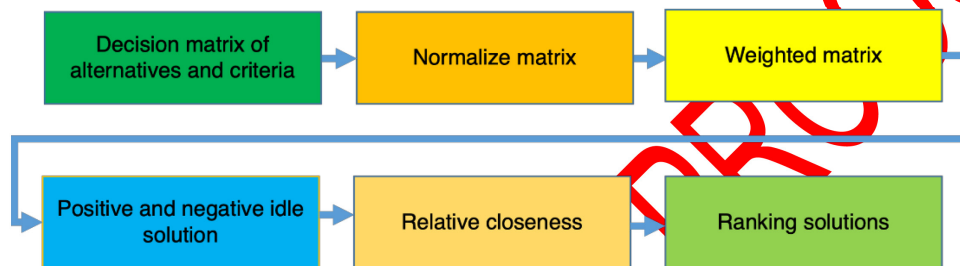 Decision matrix of
alternatives and criteria
Normalize matrix
Weighted matrix
Positive and negative idle
solution
Relative closeness
Ranking solutions